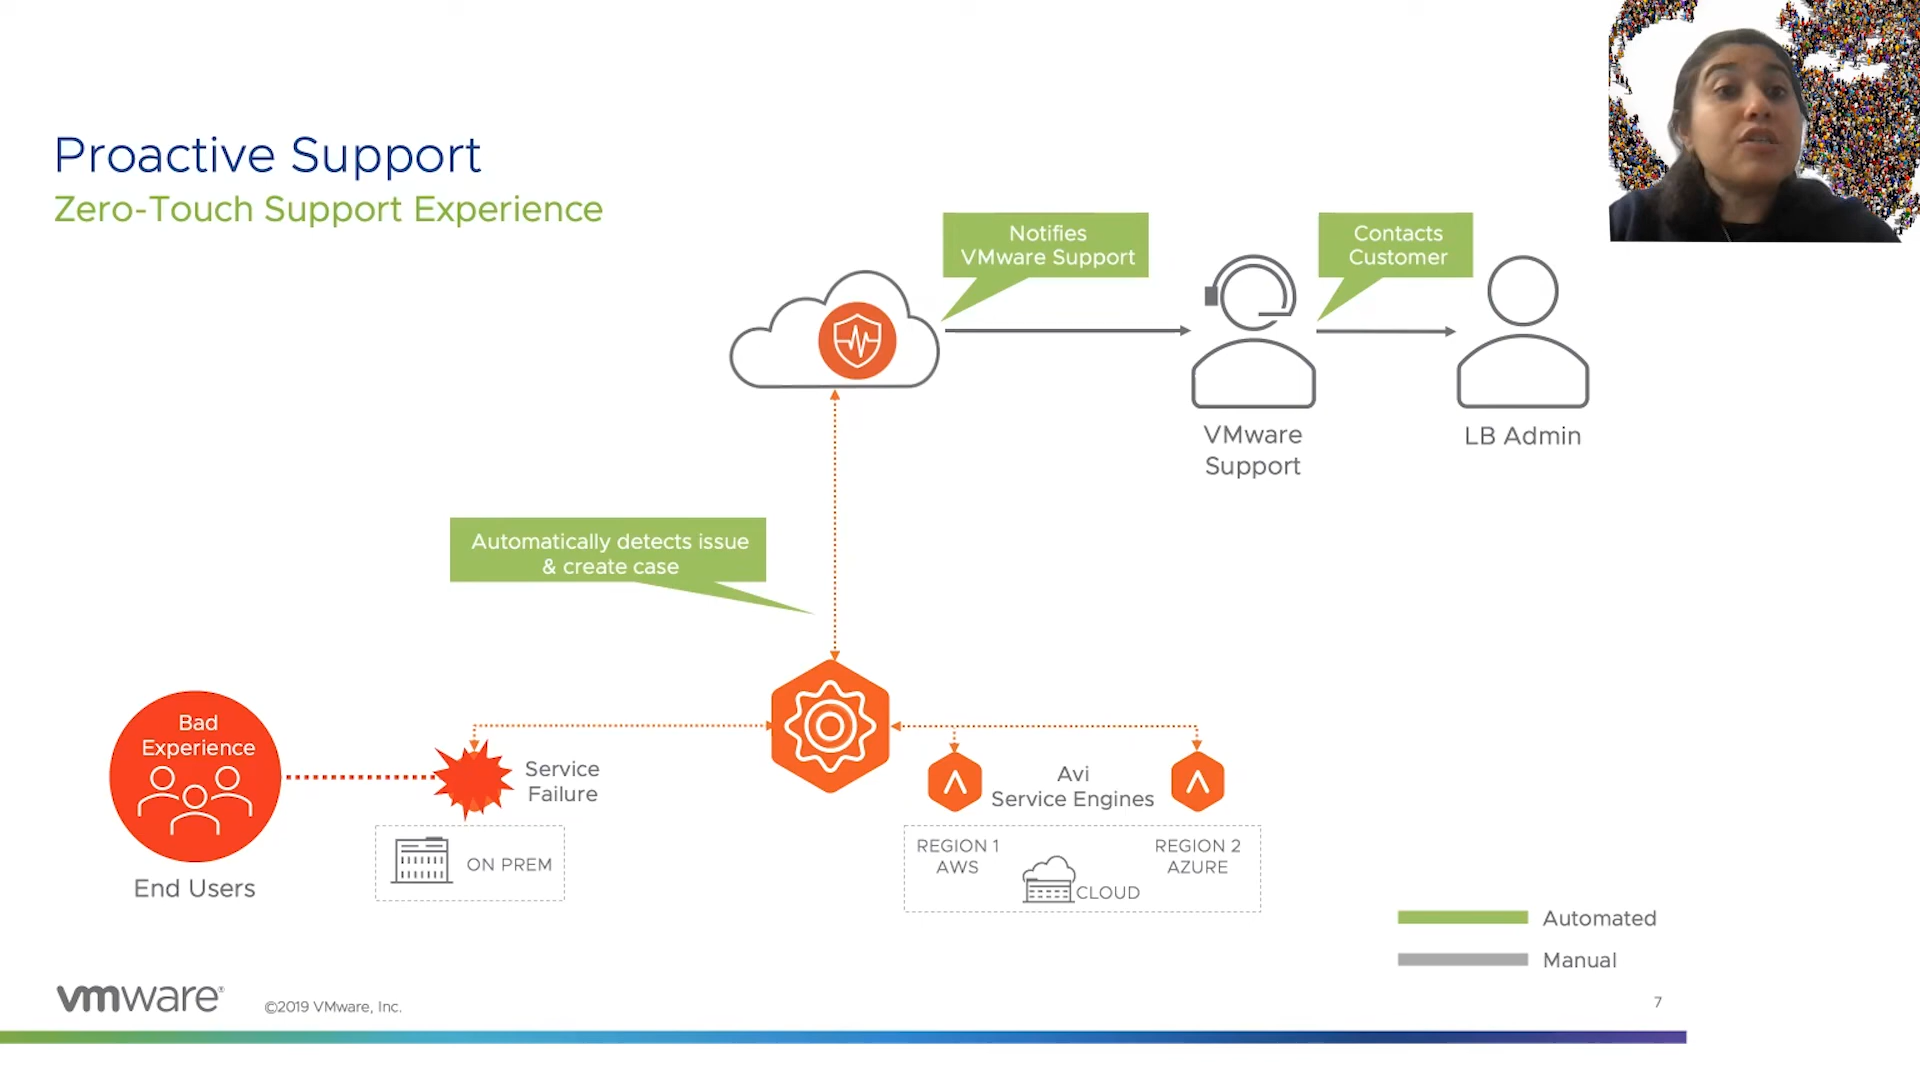 Proactive Support
Zero-Touch Support Experience
Notifies
VMware Support
Contacts
Customer
VMware
Support
LB Admin
Automatically detects issue
& create case
Bad
Experience
End Users
Service
Failure
ON PREM
Avi
Service Engines
REGION 1
AWS
REGION 2
AZURE
CLOUD
Automated
Manual
vmware®
©2019 VMware, Inc.
7